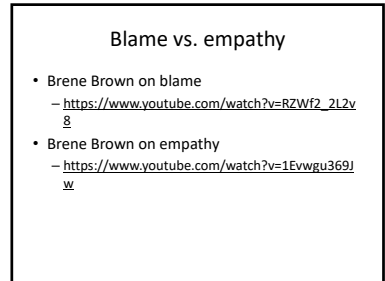 Blame vs. empathy
• Brene Brown on blame
– https://www.youtube.com/watch?v=RZWf2_2L2v
8
• Brene Brown on empathy
– https://www.youtube.com/watch?v=1Evwgu369J
w